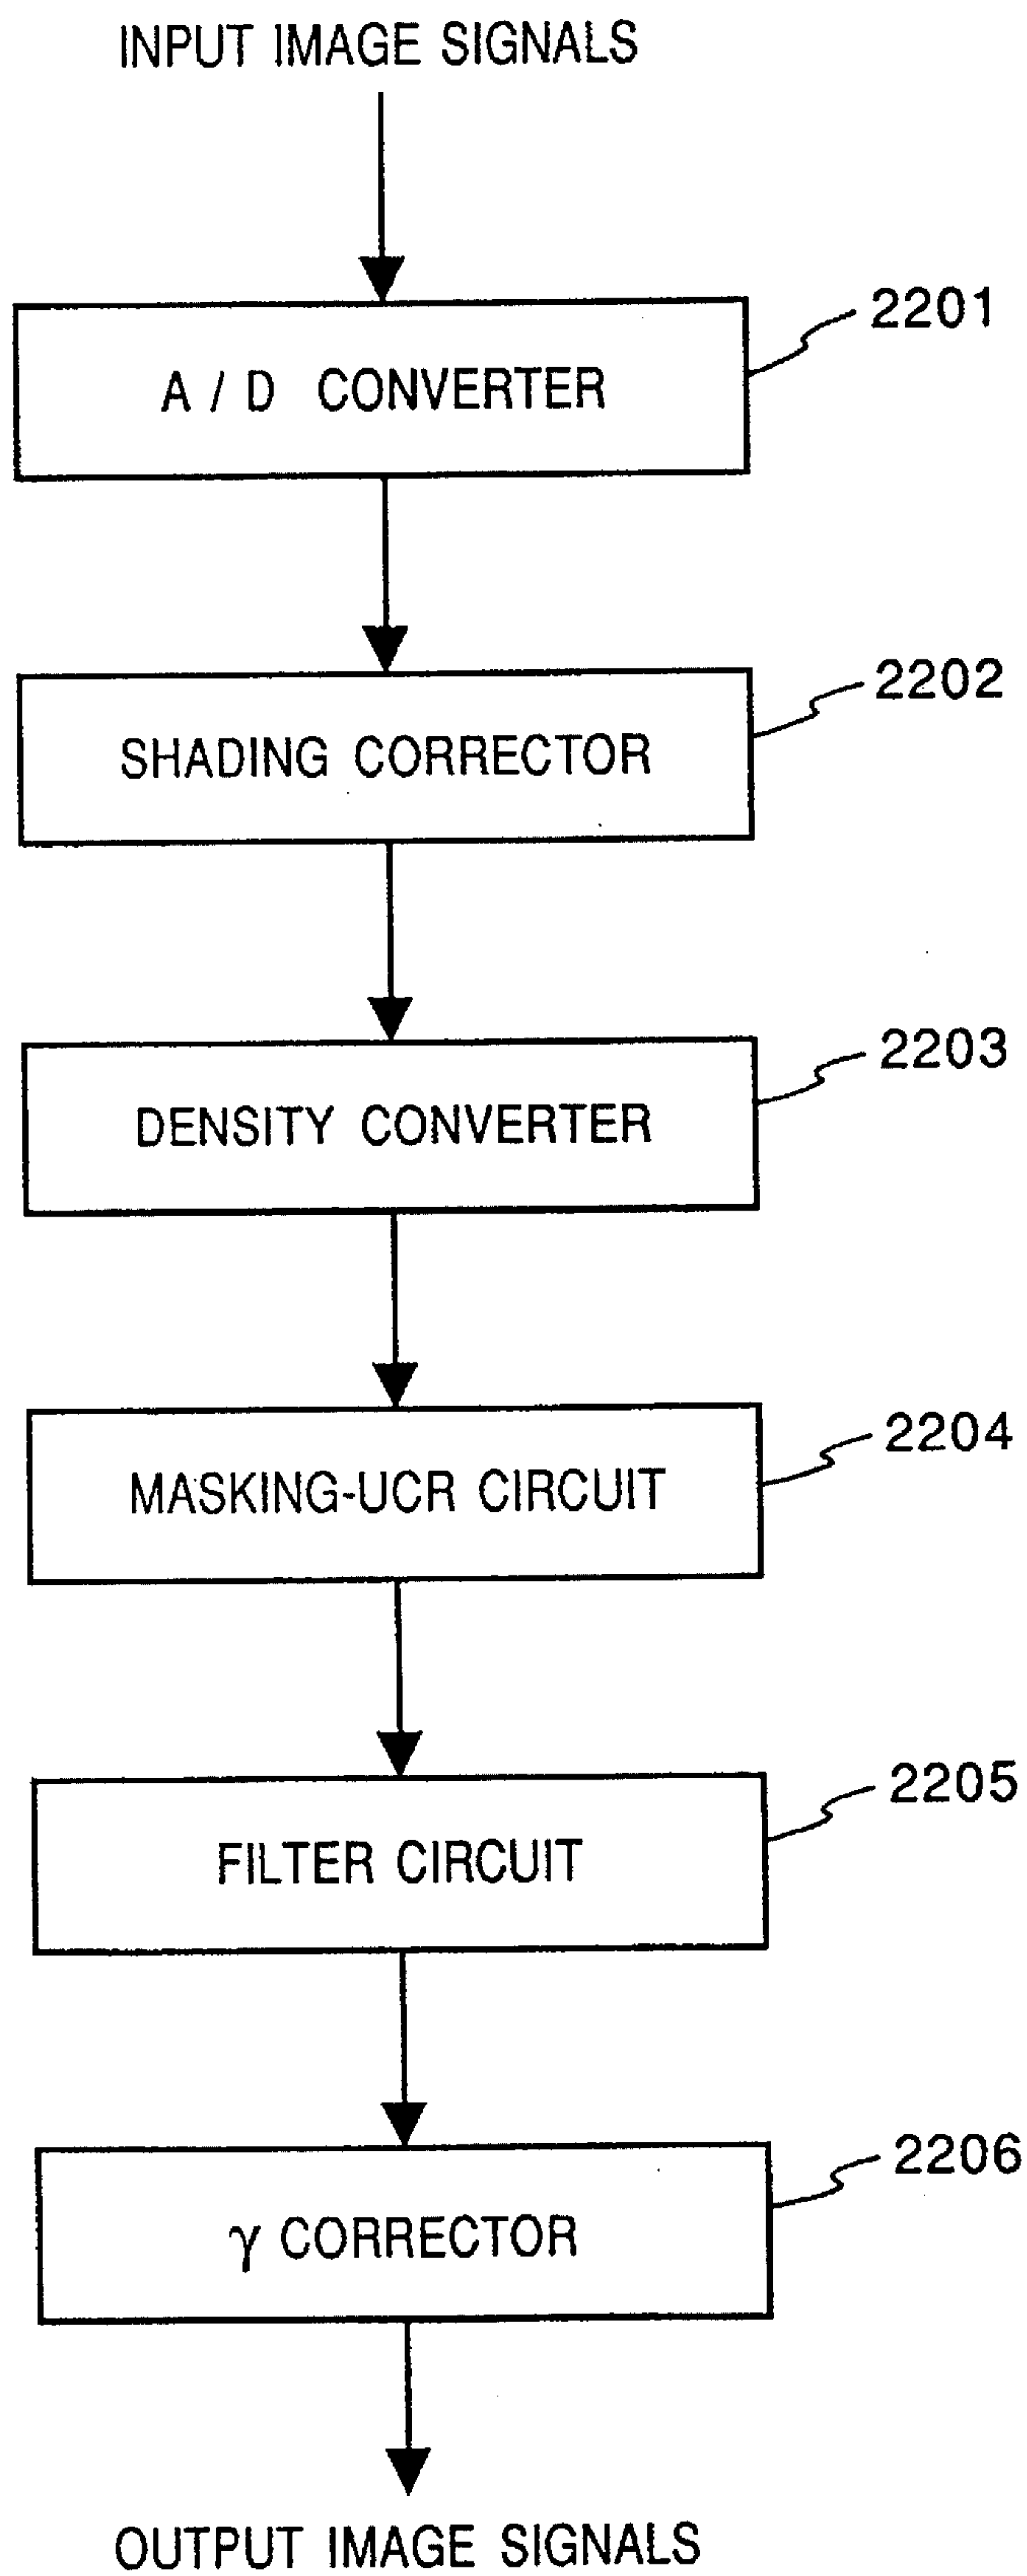 INPUT IMAGE SIGNALS
2201
A / D CONVERTER
2202
SHADING CORRECTOR
2203
DENSITY CONVERTER
2204
MASKING-UCR CIRCUIT
2205
FILTER CIRCUIT
2206
γ CORRECTOR
OUTPUT IMAGE SIGNALS